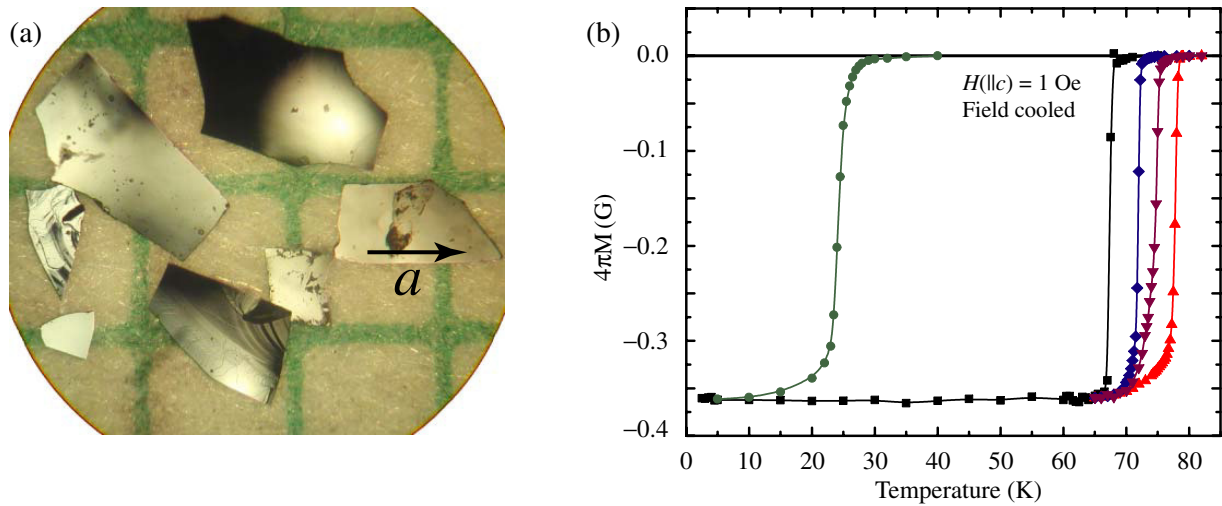 (a)
a
(b)
0.0
−0.1
−0.2
−0.3
−0.4
4πM (G)
H(||c) = 1 Oe
Field cooled
0 10 20 30 40 50 60 70 80
Temperature (K)